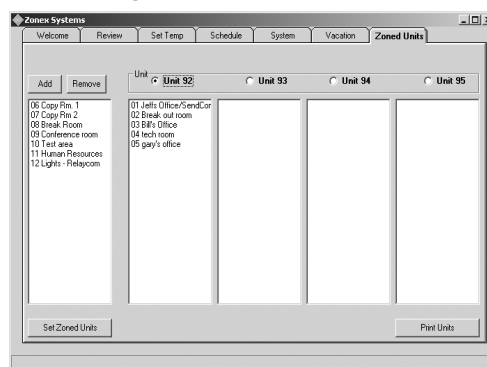 Zonex Systems
Welcome Review Set Temp Schedule System Vacation Zoned Units
Add Remove
Unit
Unit 92 Unit 93 Unit 94 Unit 95
06 Copy Rm. 1
07 Copy Rm 2
08 Break Room
09 Conference room
10 Test area
11 Human Resources
12 Lights - Relaycom
01 Jeffs Office/SendCor
02 Break out room
03 Bill's Office
04 tech room
05 gary's office
Set Zoned Units
Print Units